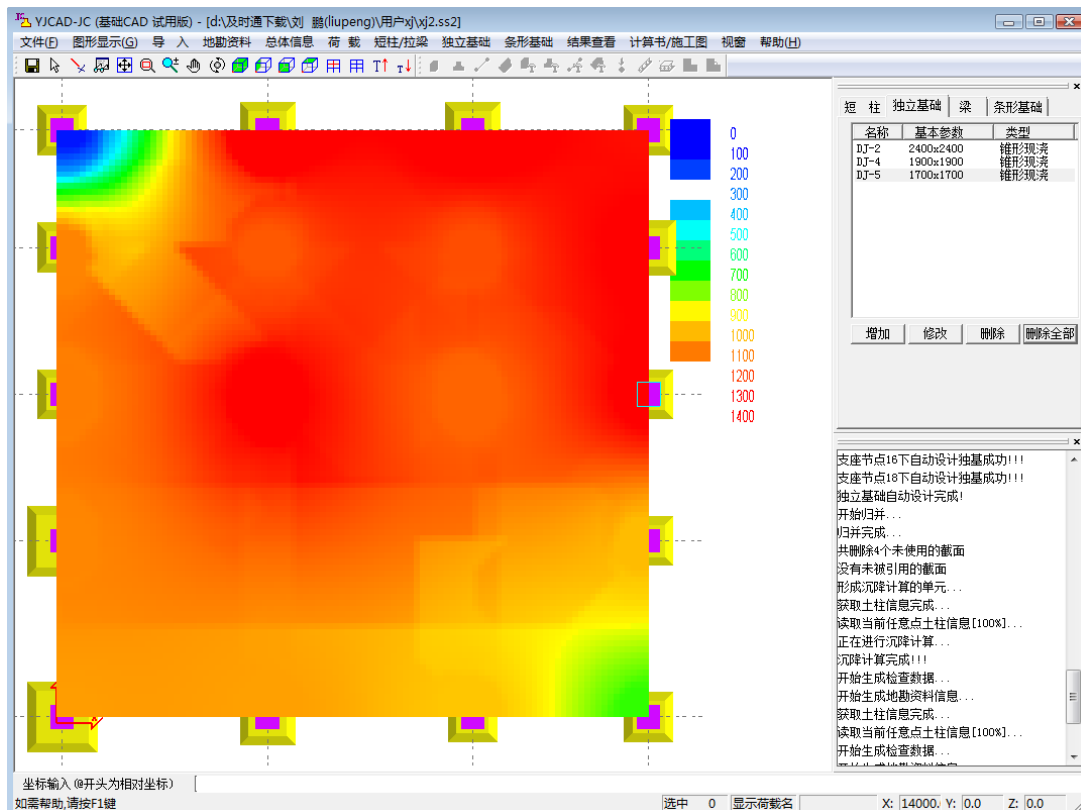 YJCAD-JC (基础CAD 试用版) - [d:\及时通下载\刘 鹏(liupeng)\用户xj\xj2.ss2]
文件(F) 图形显示(G) 导 入 地勘资料 总体信息 荷 载 短柱/拉梁 独立基础 条形基础 结果查看 计算书/施工图 视窗 帮助(H)
0
100
200
300
400
500
600
700
800
900
1000
1100
1200
1300
1400
短 柱 独立基础 梁 条形基础
名称 基本参数 类型
DJ-2 2400x2400 锥形现浇
DJ-4 1900x1900 锥形现浇
DJ-5 1700x1700 锥形现浇
增加 修改 删除 删除全部
支座节点16下自动设计独基成功!!!
支座节点18下自动设计独基成功!!!
独立基础自动设计完成!
开始归并...
归并完成...
共删除4个未使用的截面
没有未被引用的截面
形成沉降计算的单元...
获取土柱信息完成...
读取当前任意点土柱信息[100%]...
正在进行沉降计算...
沉降计算完成!!!
开始生成检查数据...
开始生成地勘资料信息...
获取土柱信息完成...
读取当前任意点土柱信息[100%]...
开始生成检查数据...
坐标输入(@开头为相对坐标)
如需帮助,请按F1键 选中 0 显示荷载名 X: 14000. Y: 0.0 Z: 0.0